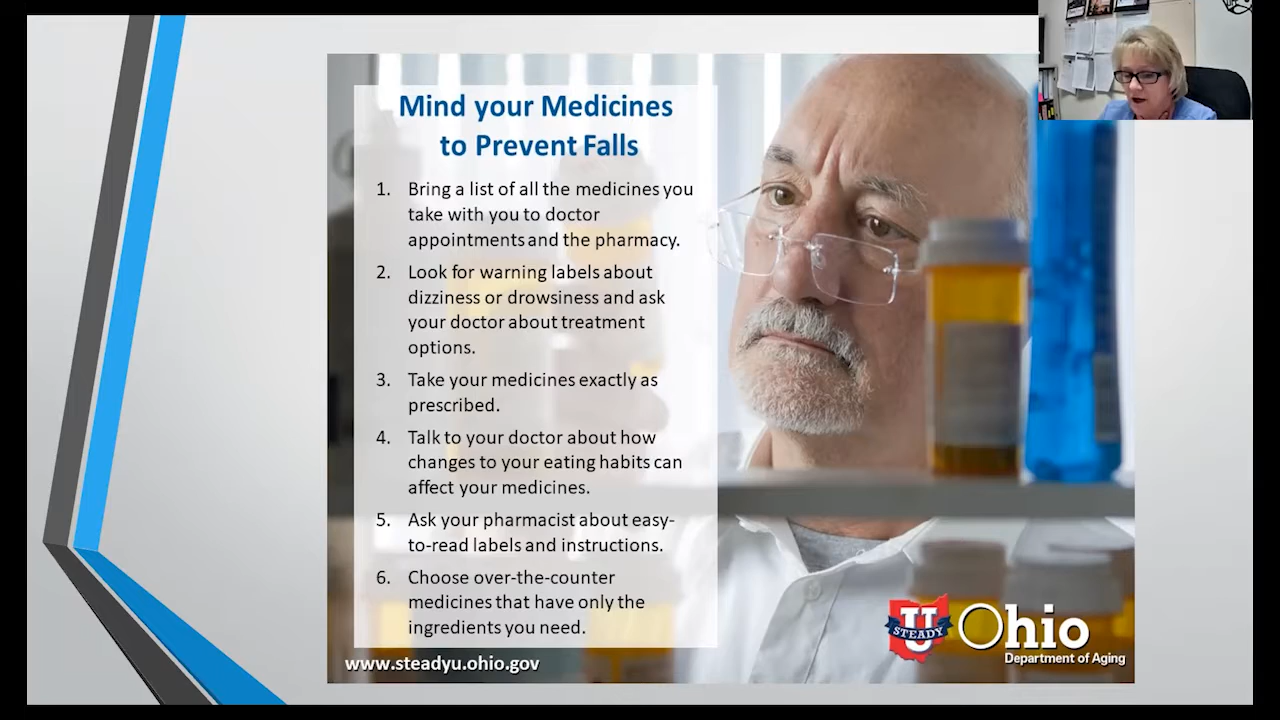 Mind your Medicines
to Prevent Falls
1. Bring a list of all the medicines you
take with you to doctor
appointments and the pharmacy.
2. Look for warning labels about
dizziness or drowsiness and ask
your doctor about treatment
options.
3. Take your medicines exactly as
prescribed.
4. Talk to your doctor about how
changes to your eating habits can
affect your medicines.
5. Ask your pharmacist about easy-
to-read labels and instructions.
6. Choose over-the-counter
medicines that have only the
ingredients you need.
www.steadyu.ohio.gov
STEADY
U
Ohio
Department of Aging